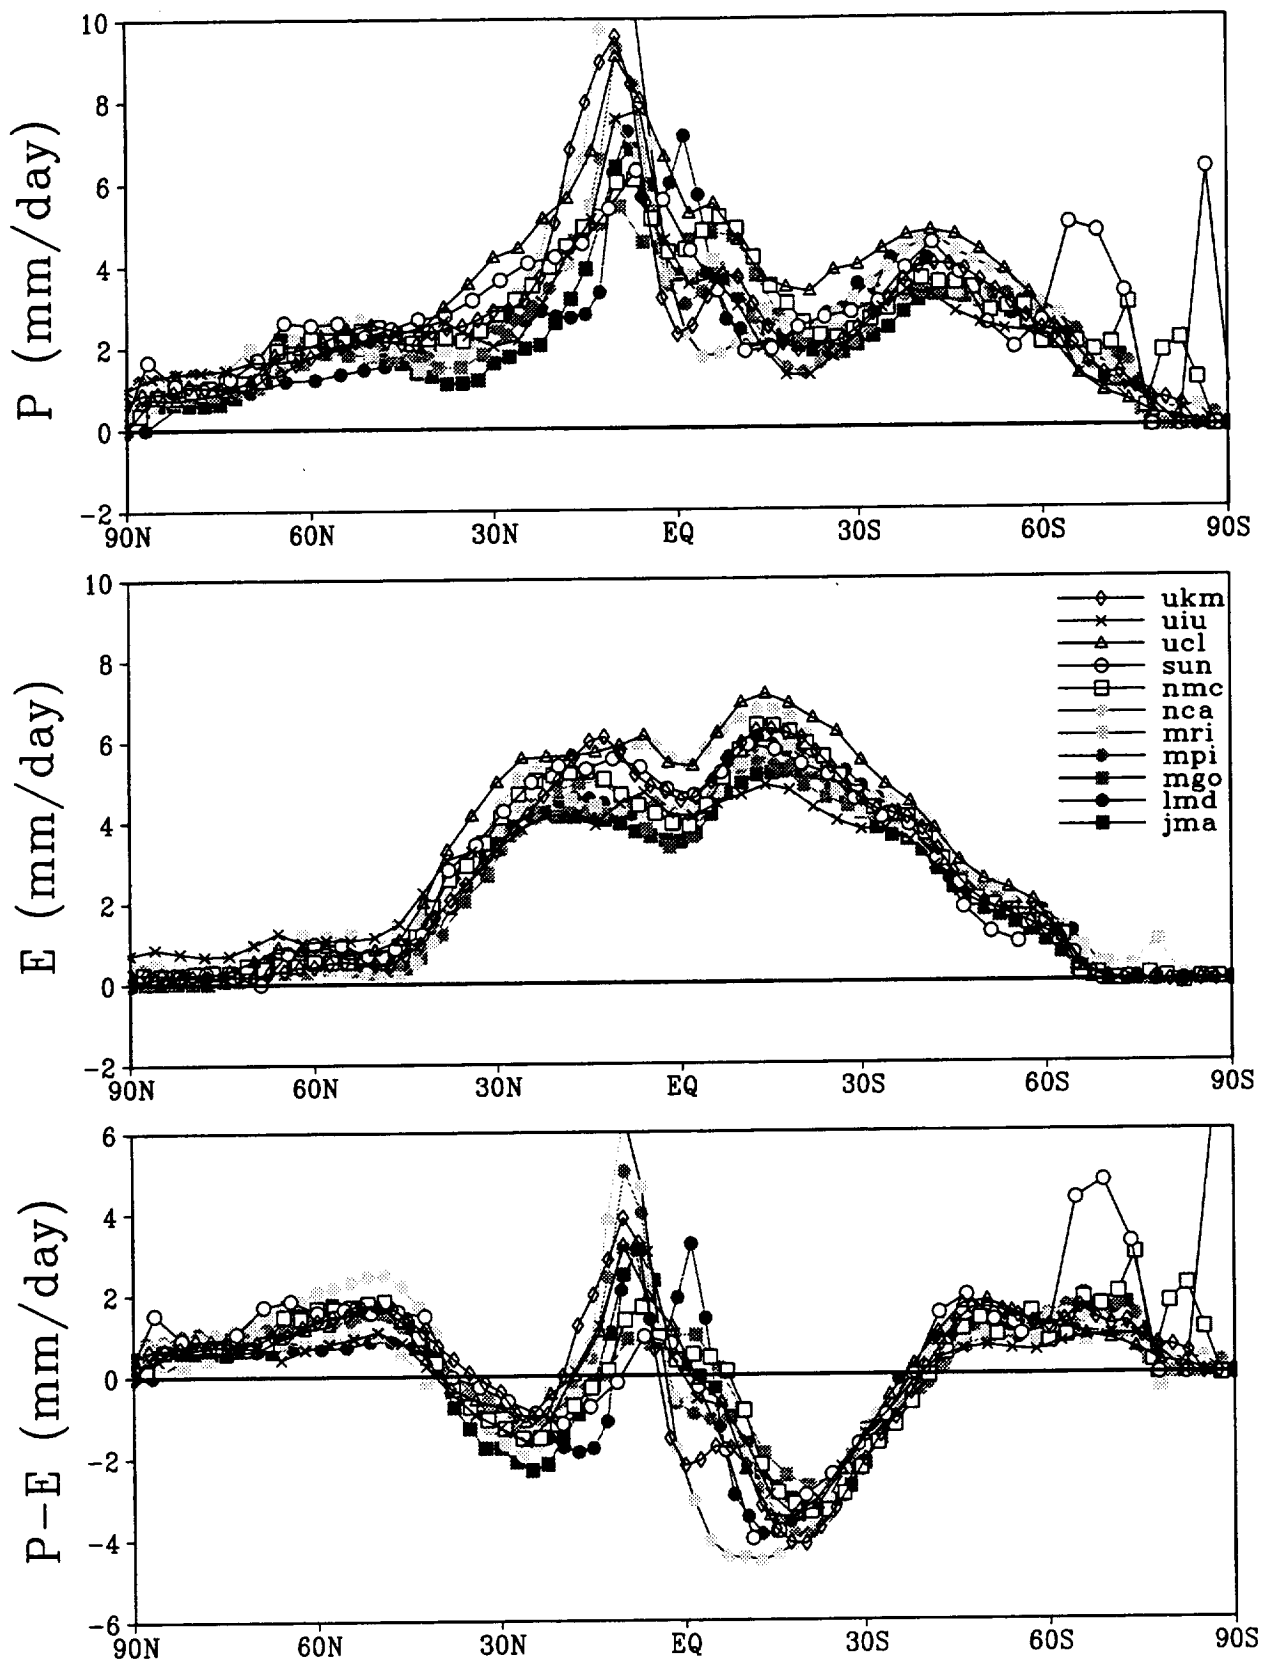 P (mm/day)
10
8
6
4
2
0
-2
90N 60N 30N EQ 30S 60S 90S
E (mm/day)
10
8
6
4
2
0
-2
ukm
uiu
ucl
sun
nmc
nca
mri
mpi
mgo
lmd
jma
90N 60N 30N EQ 30S 60S 90S
P-E (mm/day)
6
4
2
0
-2
-4
-6
90N 60N 30N EQ 30S 60S 90S